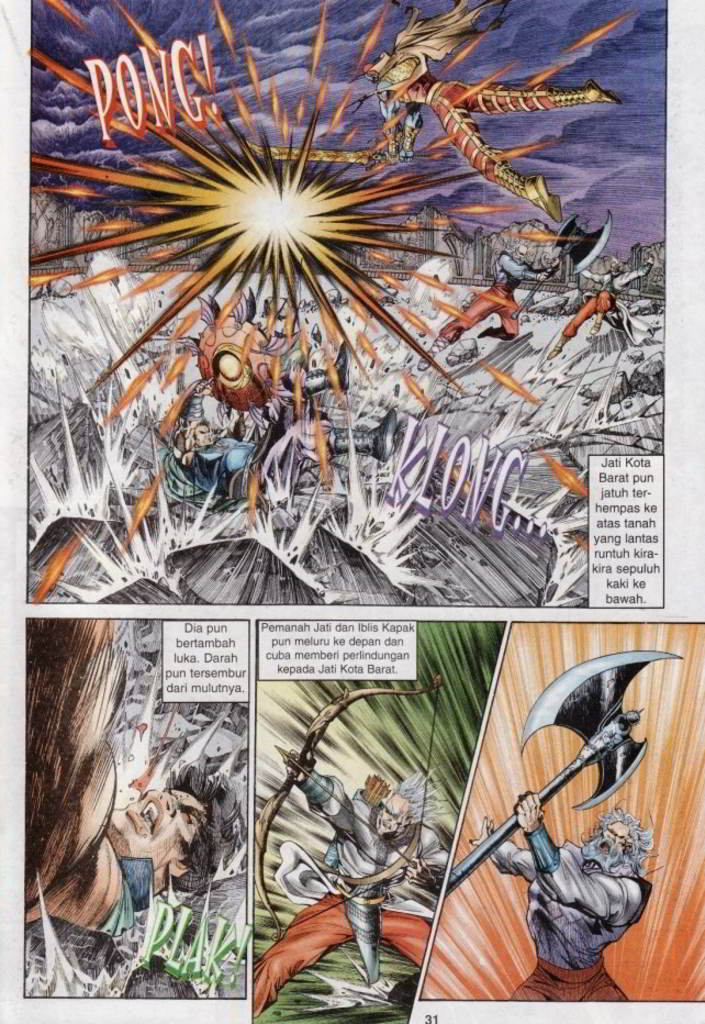 PONG!
KLONG...
Jati Kota
Barat pun
jatuh ter-
hempas ke
atas tanah
yang lantas
runtuh kira-
kira sepuluh
kaki ke
bawah.
Dia pun
bertambah
luka. Darah
pun tersembur
dari mulutnya.
PLAK!
Pemanah Jati dan Iblis Kapak
pun meluru ke depan dan
cuba memberi perlindungan
kepada Jati Kota Barat.
31